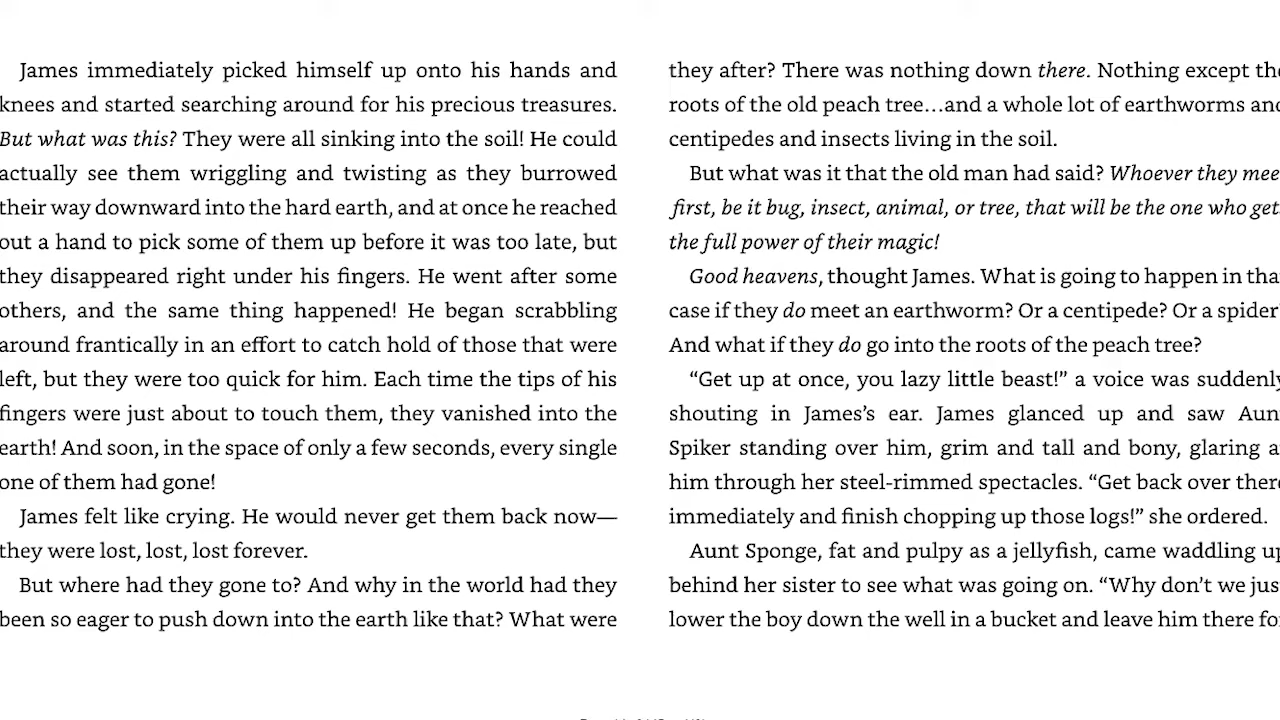 James immediately picked himself up onto his hands and
knees and started searching around for his precious treasures.
But what was this? They were all sinking into the soil! He could
actually see them wriggling and twisting as they burrowed
their way downward into the hard earth, and at once he reached
out a hand to pick some of them up before it was too late, but
they disappeared right under his fingers. He went after some
others, and the same thing happened! He began scrabbling
around frantically in an effort to catch hold of those that were
left, but they were too quick for him. Each time the tips of his
fingers were just about to touch them, they vanished into the
earth! And soon, in the space of only a few seconds, every single
one of them had gone!
James felt like crying. He would never get them back now—
they were lost, lost, lost forever.
But where had they gone to? And why in the world had they
been so eager to push down into the earth like that? What were
they after? There was nothing down there. Nothing except the
roots of the old peach tree…and a whole lot of earthworms and
centipedes and insects living in the soil.
But what was it that the old man had said? Whoever they mee
first, be it bug, insect, animal, or tree, that will be the one who get
the full power of their magic!
Good heavens, thought James. What is going to happen in tha
case if they do meet an earthworm? Or a centipede? Or a spider?
And what if they do go into the roots of the peach tree?
“Get up at once, you lazy little beast!” a voice was suddenly
shouting in James’s ear. James glanced up and saw Aun
Spiker standing over him, grim and tall and bony, glaring a
him through her steel-rimmed spectacles. “Get back over there
immediately and finish chopping up those logs!” she ordered.
Aunt Sponge, fat and pulpy as a jellyfish, came waddling up
behind her sister to see what was going on. “Why don’t we jus
lower the boy down the well in a bucket and leave him there fo